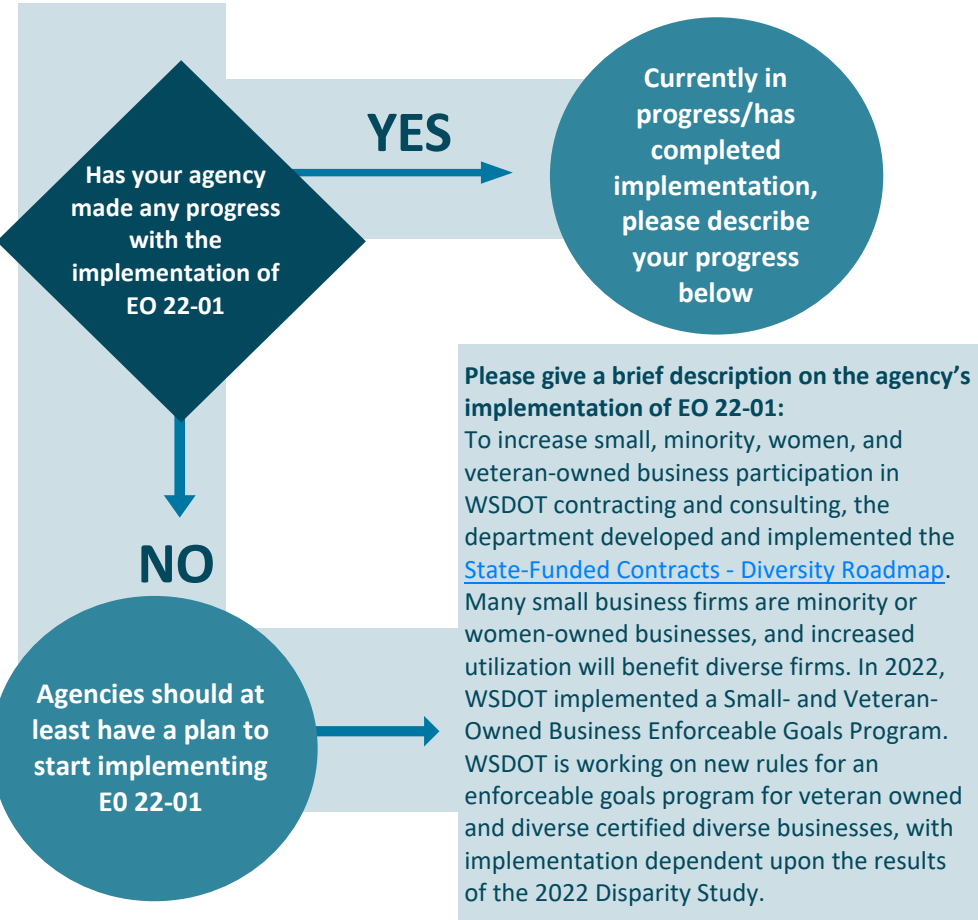 Has your agency
made any progress
with the
implementation of
EO 22-01
YES
Currently in
progress/has
completed
implementation,
please describe
your progress
below
NO
Agencies should at
least have a plan to
start implementing
E0 22-01
Please give a brief description on the agency’s
implementation of EO 22-01:
To increase small, minority, women, and
veteran-owned business participation in
WSDOT contracting and consulting, the
department developed and implemented the
State-Funded Contracts - Diversity Roadmap.
Many small business firms are minority or
women-owned businesses, and increased
utilization will benefit diverse firms. In 2022,
WSDOT implemented a Small- and Veteran-
Owned Business Enforceable Goals Program.
WSDOT is working on new rules for an
enforceable goals program for veteran owned
and diverse certified diverse businesses, with
implementation dependent upon the results
of the 2022 Disparity Study.